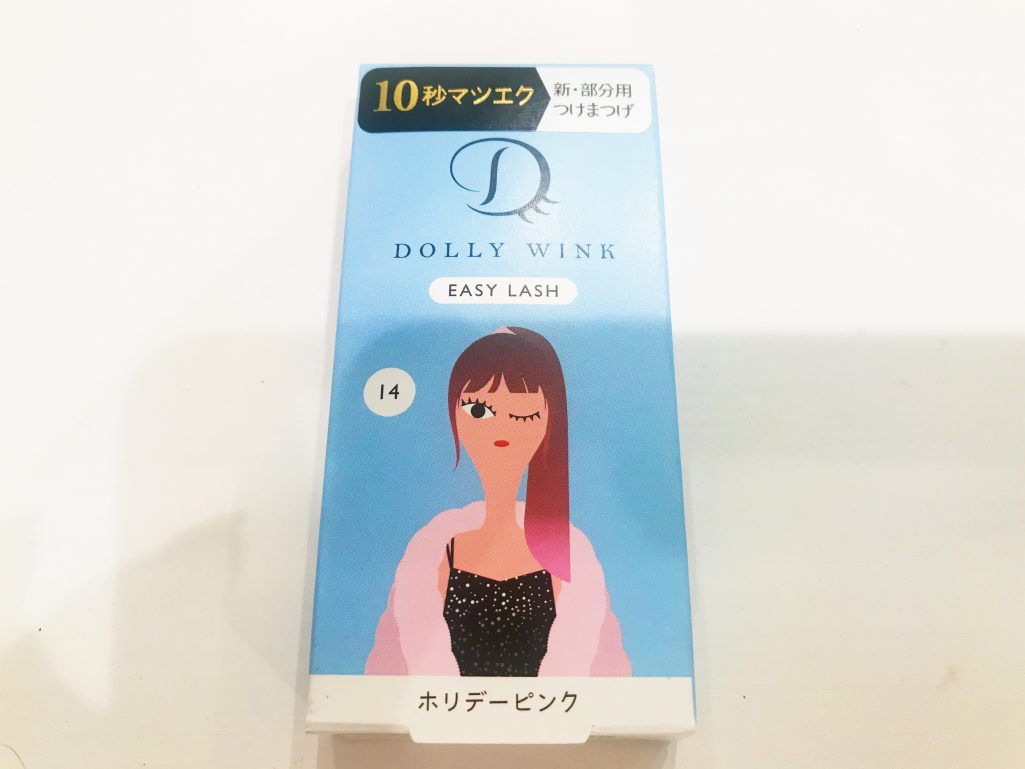 10秒マツエク
新・部分用
つけまつげ
D
DOLLY WINK
EASY LASH
14
ホリデーピンク